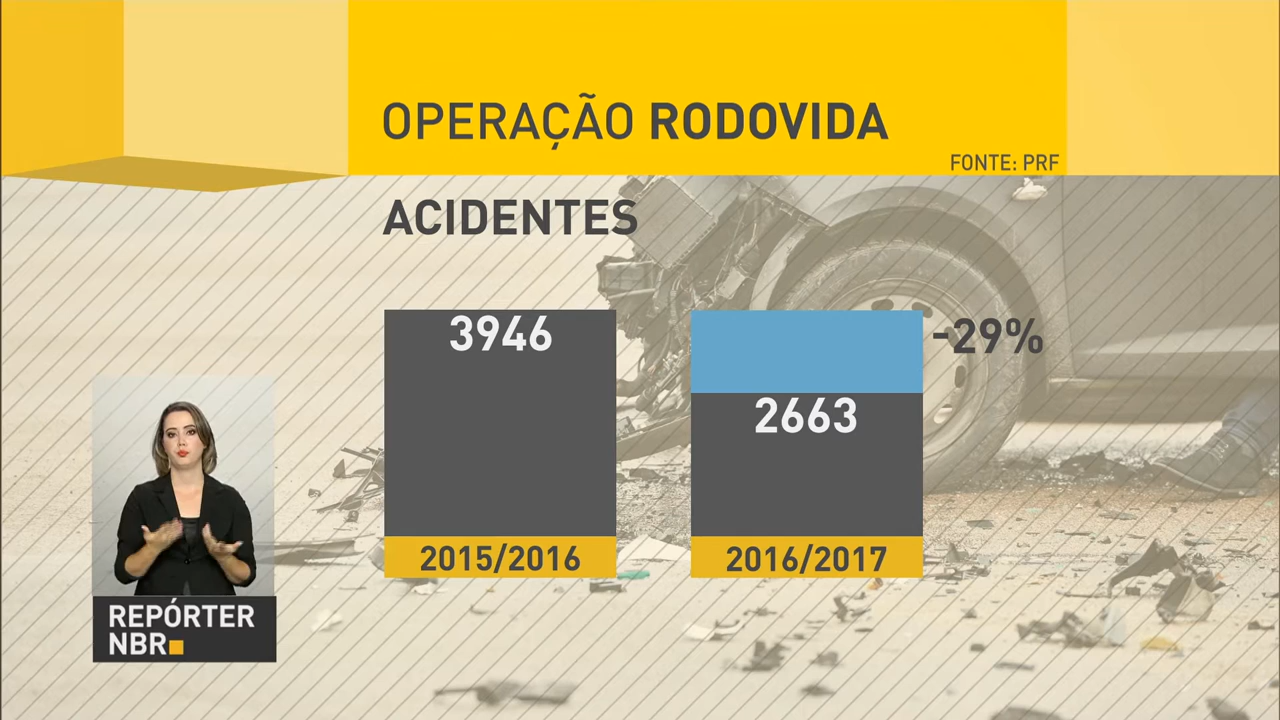 OPERAÇÃO RODOVIDA
FONTE: PRF
ACIDENTES
3946
-29%
2663
2015/2016
2016/2017
REPÓRTER
NBR